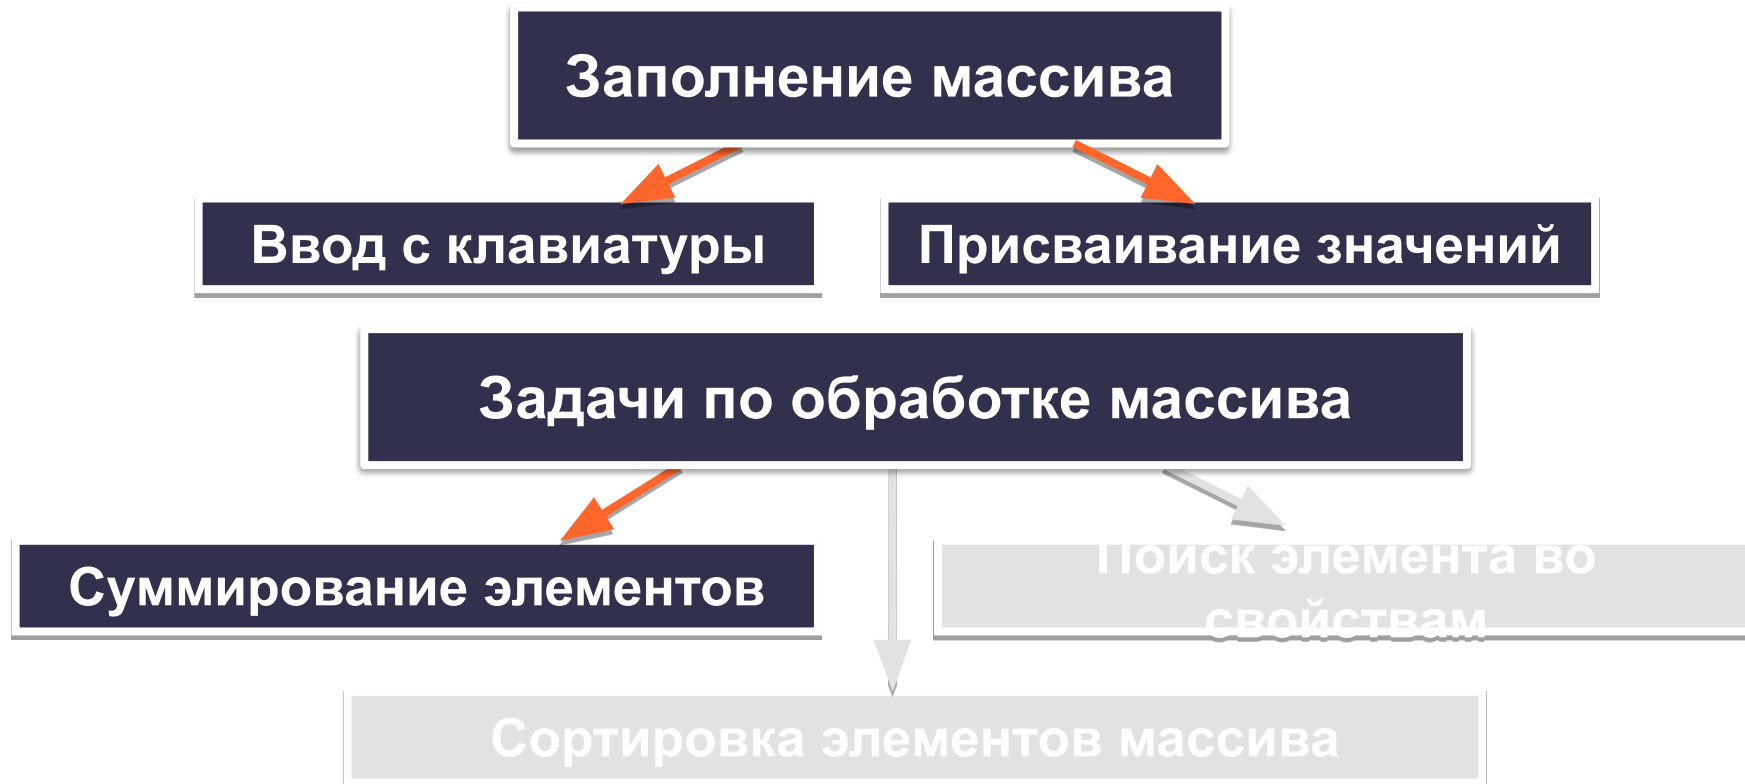 Заполнение массива
Ввод с клавиатуры
Присваивание значений
Задачи по обработке массива
Суммирование элементов
Поиск элемента во
свойствам
Сортировка элементов массива